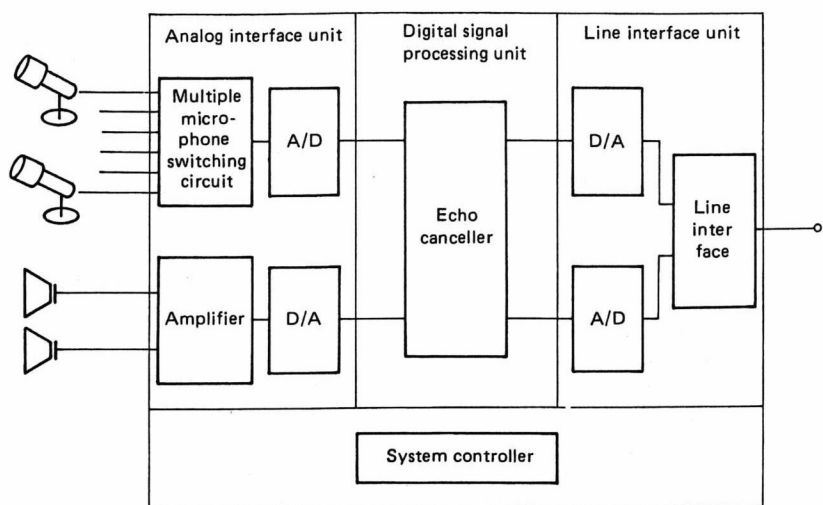 Analog interface unit
Digital signal
processing unit
Line interface unit
Multiple
micro-
phone
switching
circuit
A/D
Echo
canceller
D/A
Line
inter
face
Amplifier
D/A
A/D
System controller